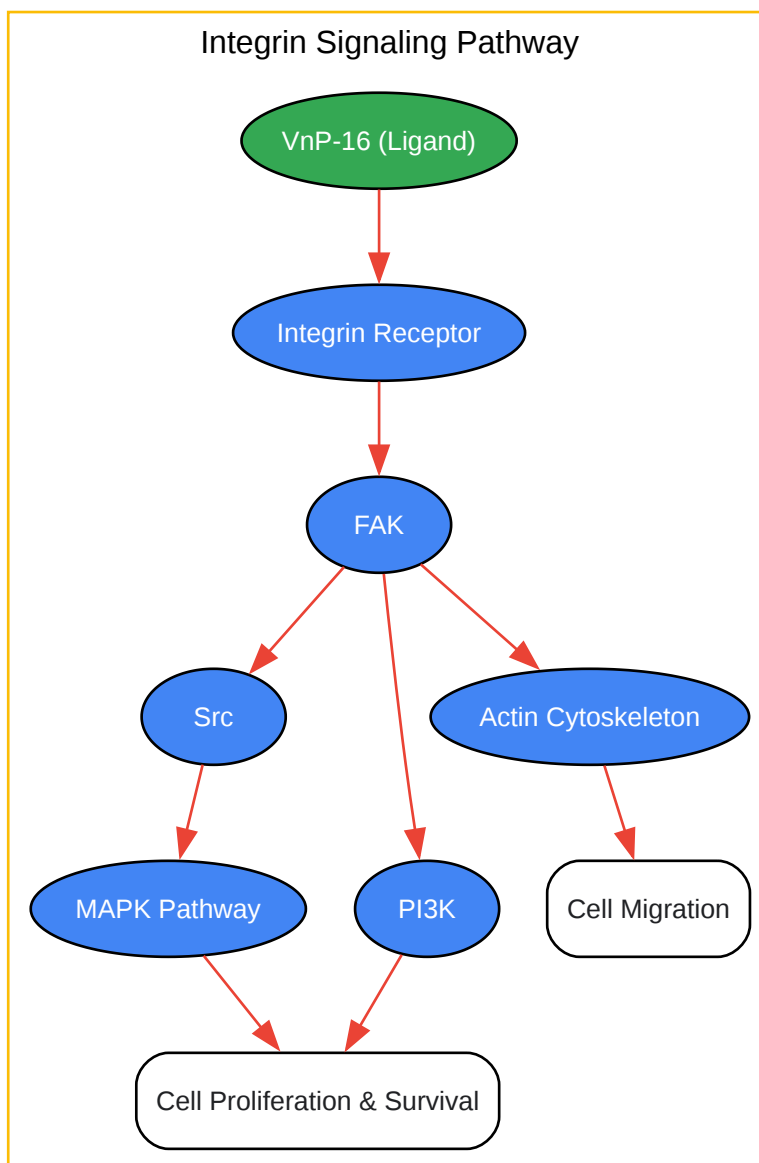 Integrin Signaling Pathway
VnP-16 (Ligand)
Integrin Receptor
FAK
Src
Actin Cytoskeleton
MAPK Pathway
PI3K
Cell Migration
Cell Proliferation & Survival